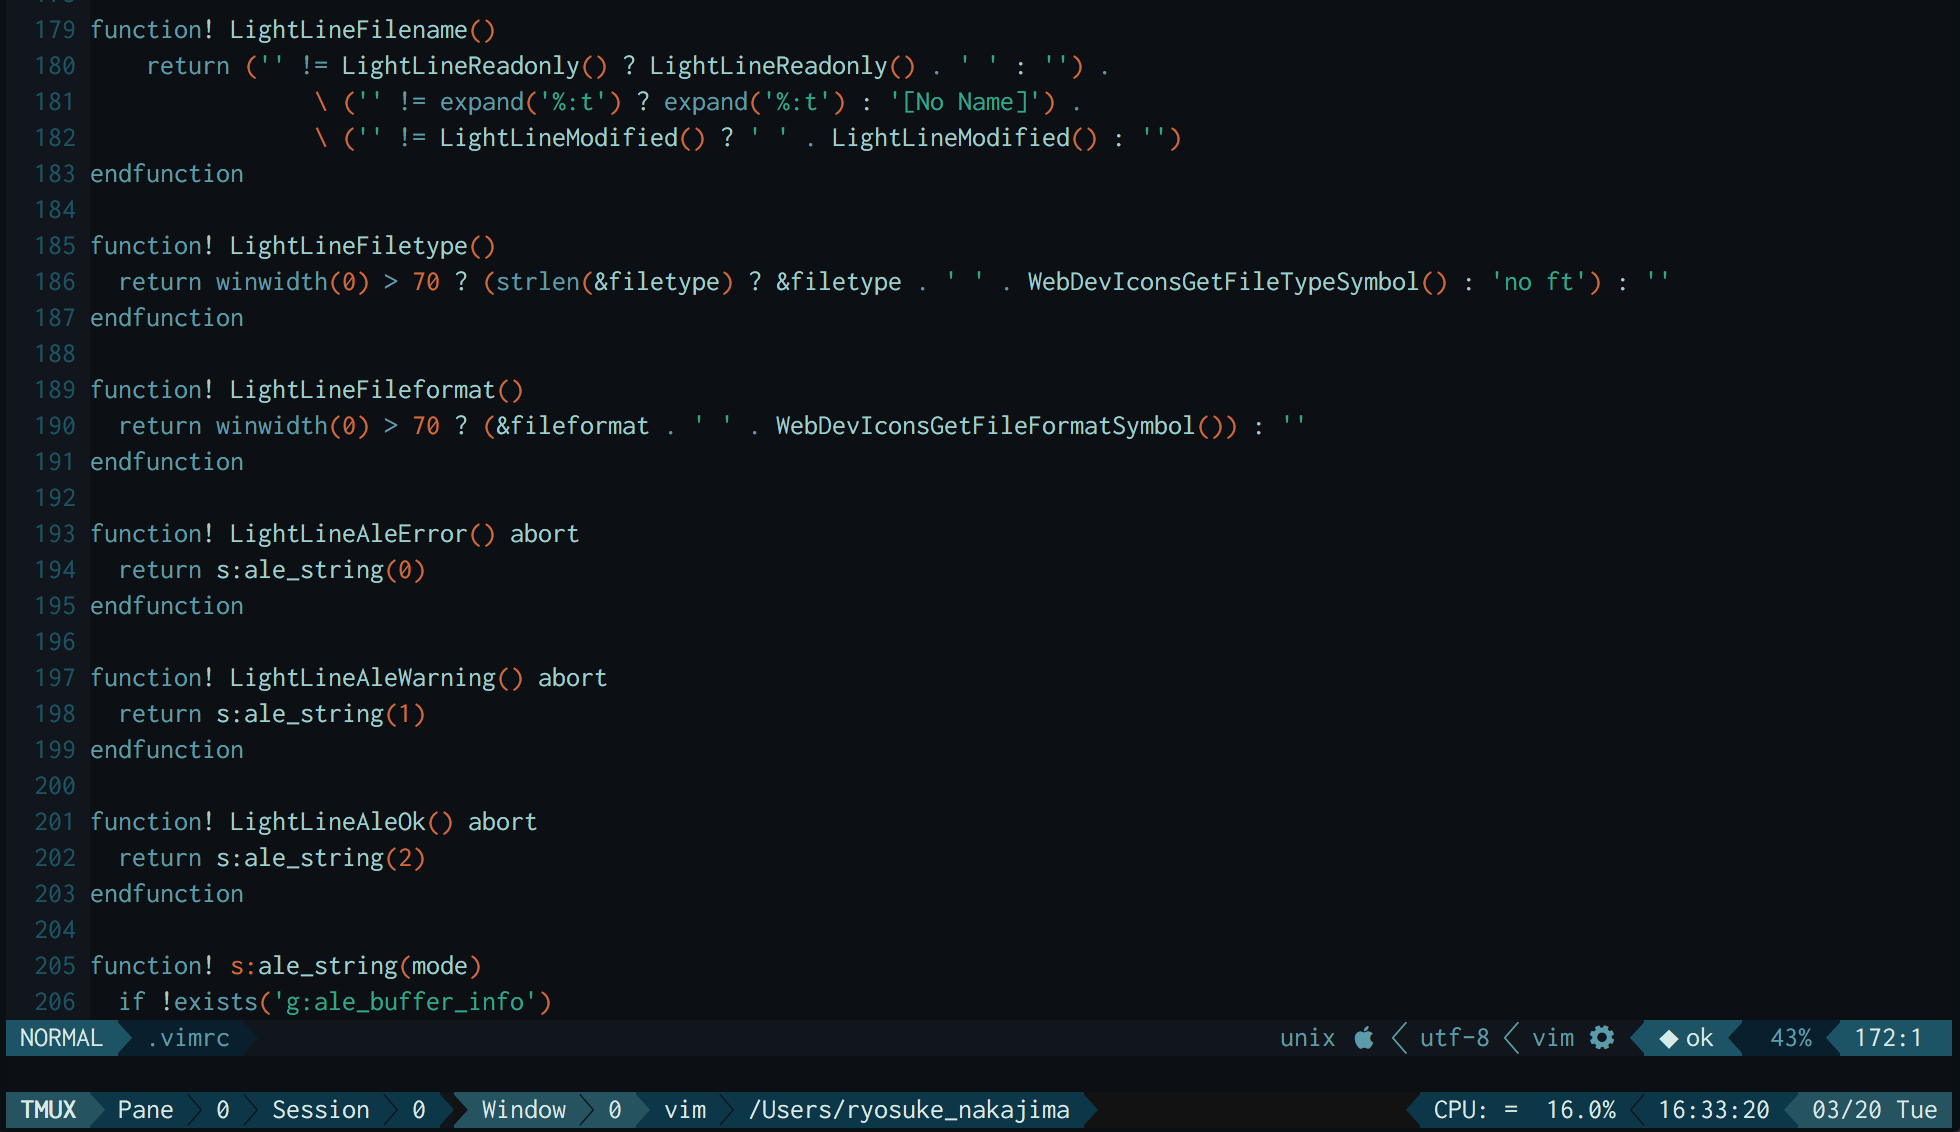 179 function! LightLineFilename()
180     return ('' != LightLineReadonly() ? LightLineReadonly() . ' ' : '') .
181                 \ ('' != expand('%:t') ? expand('%:t') : '[No Name]') .
182                 \ ('' != LightLineModified() ? ' ' . LightLineModified() : '')
183 endfunction
184
185 function! LightLineFiletype()
186   return winwidth(0) > 70 ? (strlen(&filetype) ? &filetype . ' ' . WebDevIconsGetFileTypeSymbol() : 'no ft') : ''
187 endfunction
188
189 function! LightLineFileformat()
190   return winwidth(0) > 70 ? (&fileformat . ' ' . WebDevIconsGetFileFormatSymbol()) : ''
191 endfunction
192
193 function! LightLineAleError() abort
194   return s:ale_string(0)
195 endfunction
196
197 function! LightLineAleWarning() abort
198   return s:ale_string(1)
199 endfunction
200
201 function! LightLineAleOk() abort
202   return s:ale_string(2)
203 endfunction
204
205 function! s:ale_string(mode)
206   if !exists('g:ale_buffer_info')
NORMAL .vimrc unix utf-8 vim ◆ ok 43% 172:1
TMUX Pane 0 Session 0 Window 0 vim /Users/ryosuke_nakajima CPU: = 16.0% 16:33:20 03/20 Tue